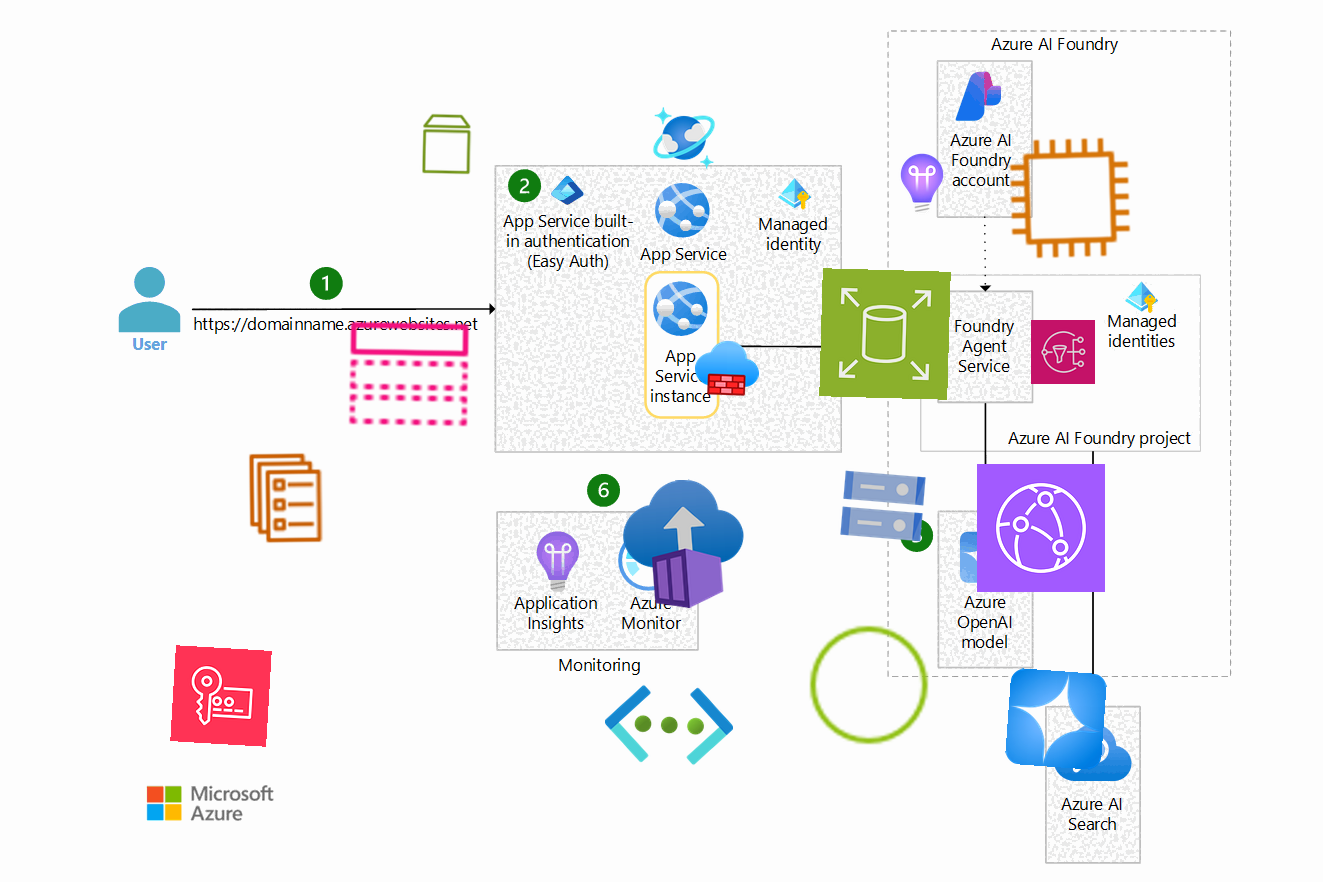 Azure AI Foundry
Azure AI
Foundry
account
2
App Service built-
in authentication
(Easy Auth)
App Service
Managed
identity
1
https://domainname.azurewebsites.net
User
App
Service
instance
Foundry
Agent
Service
Managed
identities
Azure AI Foundry project
6
Application
Insights
Azure
Monitor
Monitoring
Azure
OpenAI
model
Azure AI
Search
Microsoft
Azure